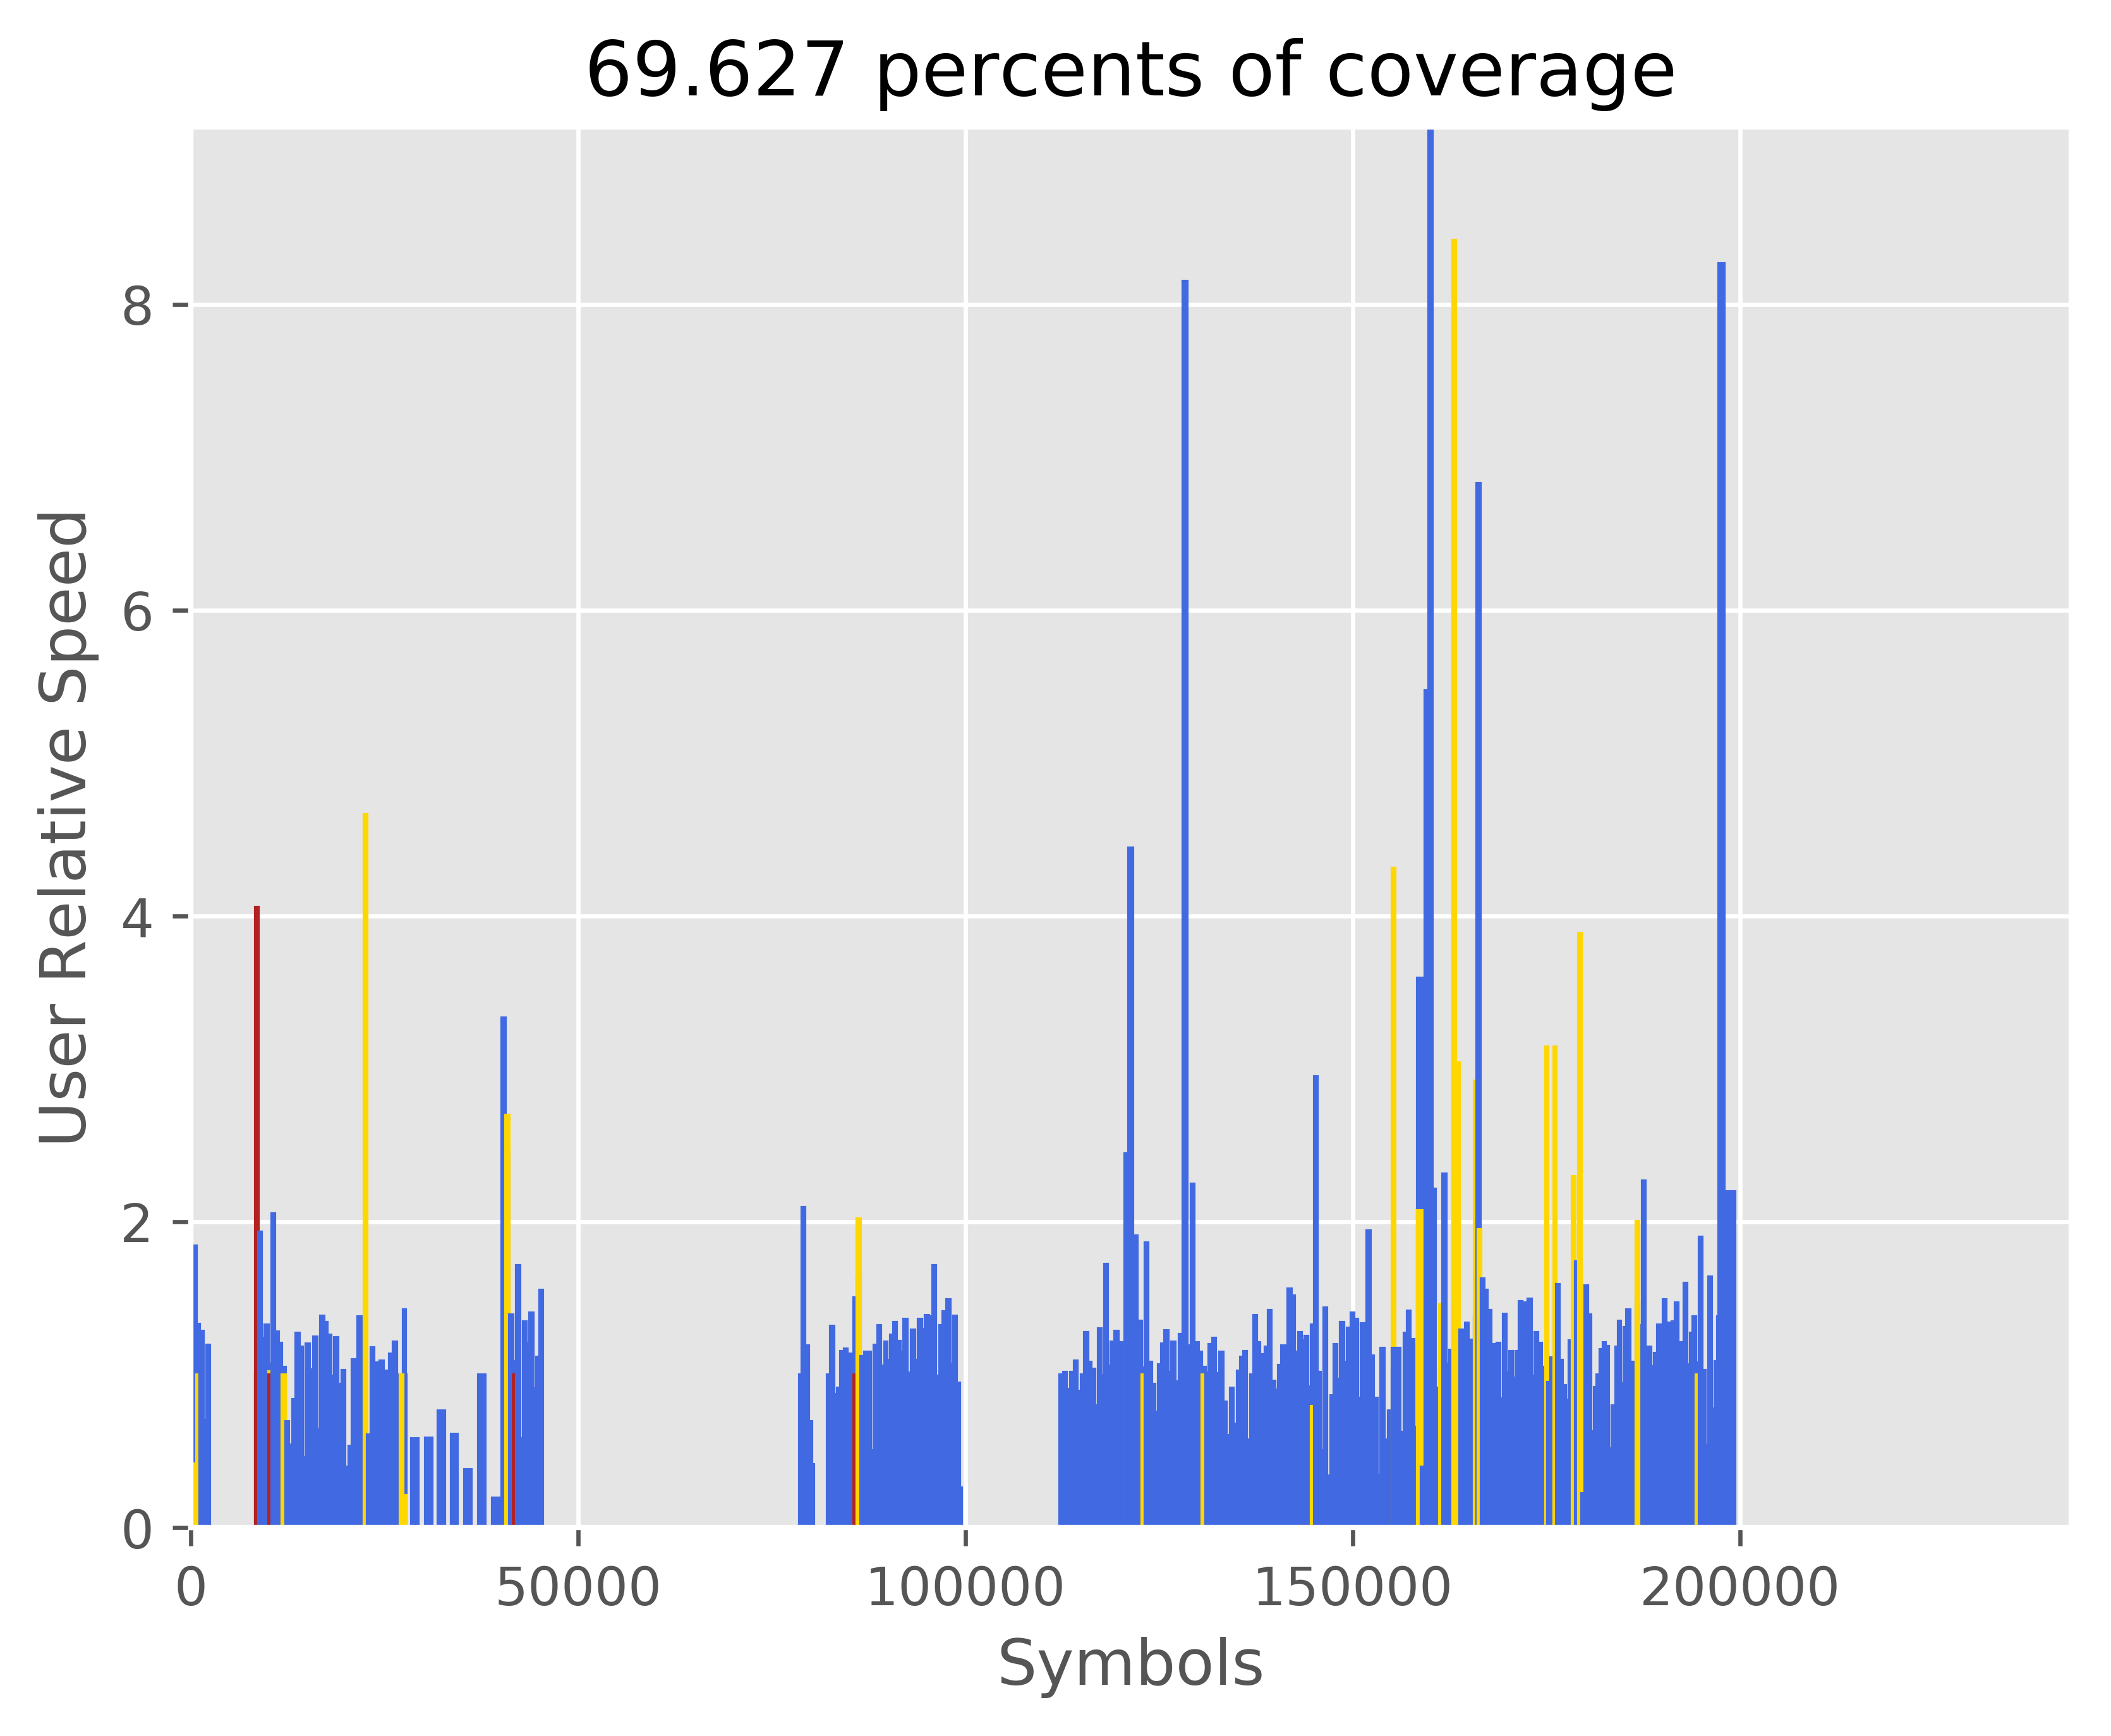 69.627 percents of coverage
User Relative Speed
8
6
4
2
0
0 50000 100000 150000 200000
Symbols